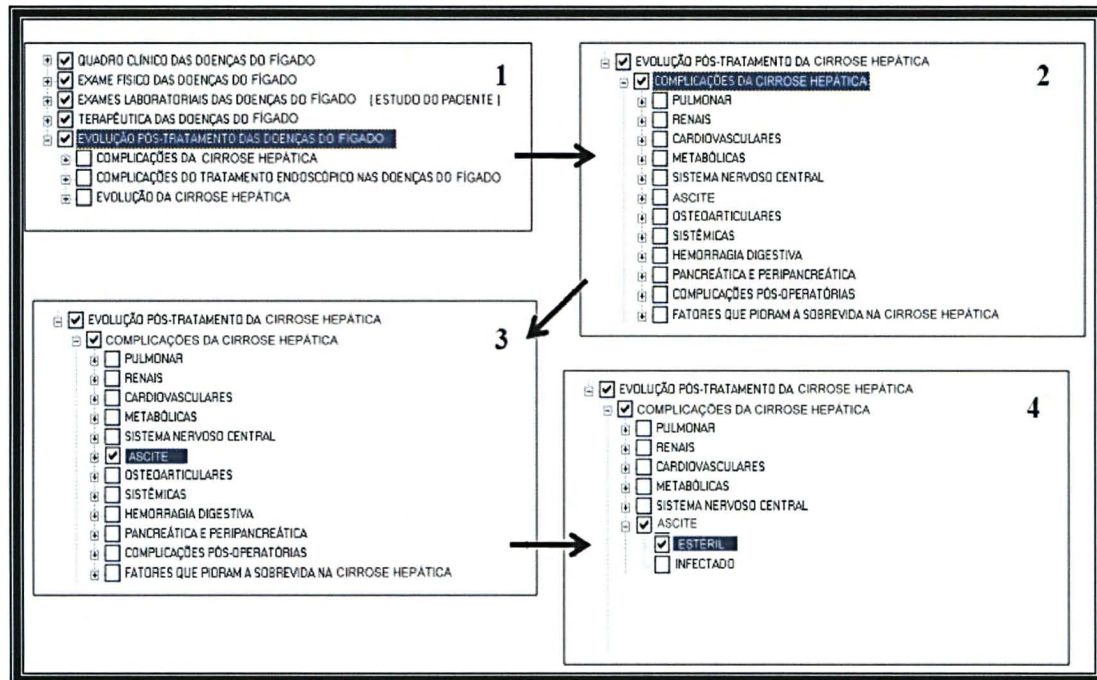 1
QUADRO CLÍNICO DAS DOENÇAS DO FÍGADO
EXAME FISICO DAS DOENÇAS DO FÍGADO
EXAMES LABORATORIAIS DAS DOENÇAS DO FÍGADO [ESTUDO DO PACIENTE]
TERAPÊUTICA DAS DOENÇAS DO FÍGADO
EVOLUÇÃO PÓS-TRATAMENTO DAS DOENÇAS DO FÍGADO
COMPLICAÇÕES DA CIRROSE HEPÁTICA
COMPLICAÇÕES DO TRATAMENTO ENDOSCÓPICO NAS DOENÇAS DO FÍGADO
EVOLUÇÃO DA CIRROSE HEPÁTICA
2
EVOLUÇÃO PÓS-TRATAMENTO DA CIRROSE HEPÁTICA
COMPLICAÇÕES DA CIRROSE HEPÁTICA
PULMONAR
RENAIS
CARDIOVASCULARES
METABÓLICAS
SISTEMA NERVOSO CENTRAL
ASCITE
OSTEOARTICULARES
SISTÊMICAS
HEMORRAGIA DIGESTIVA
PANCREÁTICA E PERIPANCREÁTICA
COMPLICAÇÕES PÓS-OPERATÓRIAS
FATORES QUE PIORAM A SOBREVIDA NA CIRROSE HEPÁTICA
3
EVOLUÇÃO PÓS-TRATAMENTO DA CIRROSE HEPÁTICA
COMPLICAÇÕES DA CIRROSE HEPÁTICA
PULMONAR
RENAIS
CARDIOVASCULARES
METABÓLICAS
SISTEMA NERVOSO CENTRAL
ASCITE
OSTEOARTICULARES
SISTÊMICAS
HEMORRAGIA DIGESTIVA
PANCREÁTICA E PERIPANCREÁTICA
COMPLICAÇÕES PÓS-OPERATÓRIAS
FATORES QUE PIORAM A SOBREVIDA NA CIRROSE HEPÁTICA
4
EVOLUÇÃO PÓS-TRATAMENTO DA CIRROSE HEPÁTICA
COMPLICAÇÕES DA CIRROSE HEPÁTICA
PULMONAR
RENAIS
CARDIOVASCULARES
METABÓLICAS
SISTEMA NERVOSO CENTRAL
ASCITE
ESTÉRIL
INFECTADO